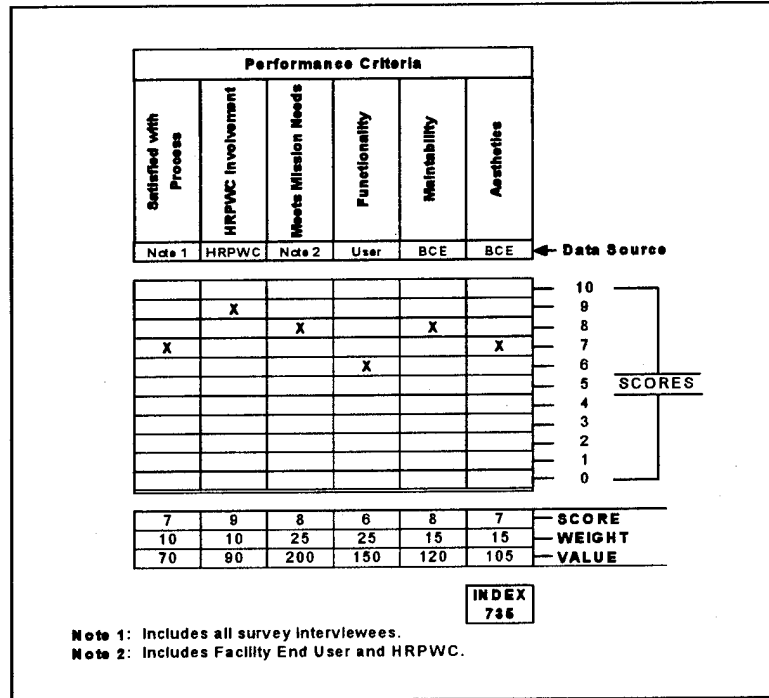 Performance Criteria
Satisfied with Process
HRPWC Involvement
Meets Mission Needs
Functionality
Maintability
Aesthetics
Note 1 HRPWC Note 2 User BCE BCE Data Source
10
X 9
X X 8
X X 7
X 6
5 SCORES
4
3
2
1
0
7 9 8 6 8 7 SCORE
10 10 25 25 15 15 WEIGHT
70 90 200 150 120 105 VALUE
INDEX
735
Note 1: Includes all survey interviewees.
Note 2: Includes Facility End User and HRPWC.